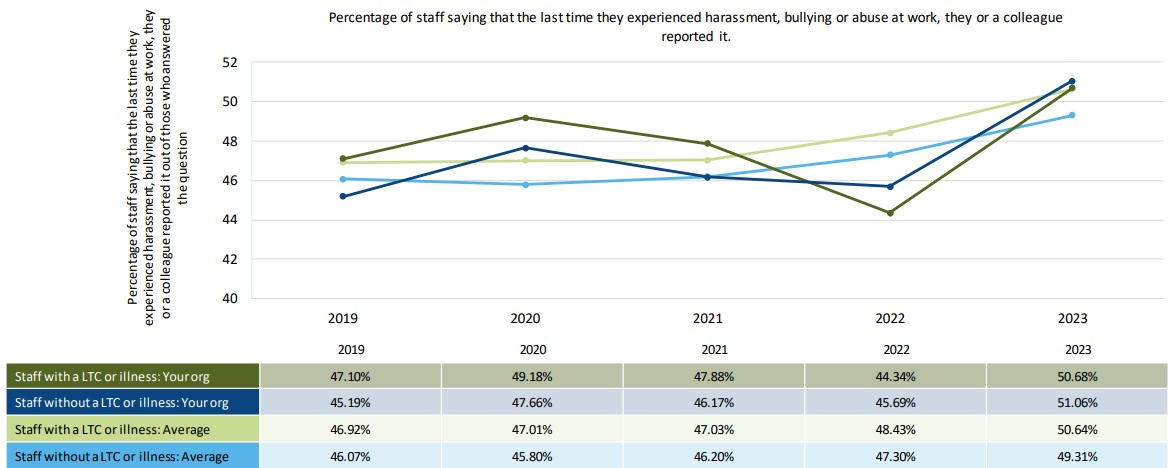 Percentage of staff saying that the last time they experienced harassment, bullying or abuse at work, they or a colleague
reported it.
Percentage of staff saying that the last time they
experienced harassment, bullying or abuse at work, they
or a colleague reported it out of those who answered
the question
52
50
48
46
44
42
40
2019 2020 2021 2022 2023
2019 2020 2021 2022 2023
Staff with a LTC or illness: Your org 47.10% 49.18% 47.88% 44.34% 50.68%
Staff without a LTC or illness: Your org 45.19% 47.66% 46.17% 45.69% 51.06%
Staff with a LTC or illness: Average 46.92% 47.01% 47.03% 48.43% 50.64%
Staff without a LTC or illness: Average 46.07% 45.80% 46.20% 47.30% 49.31%